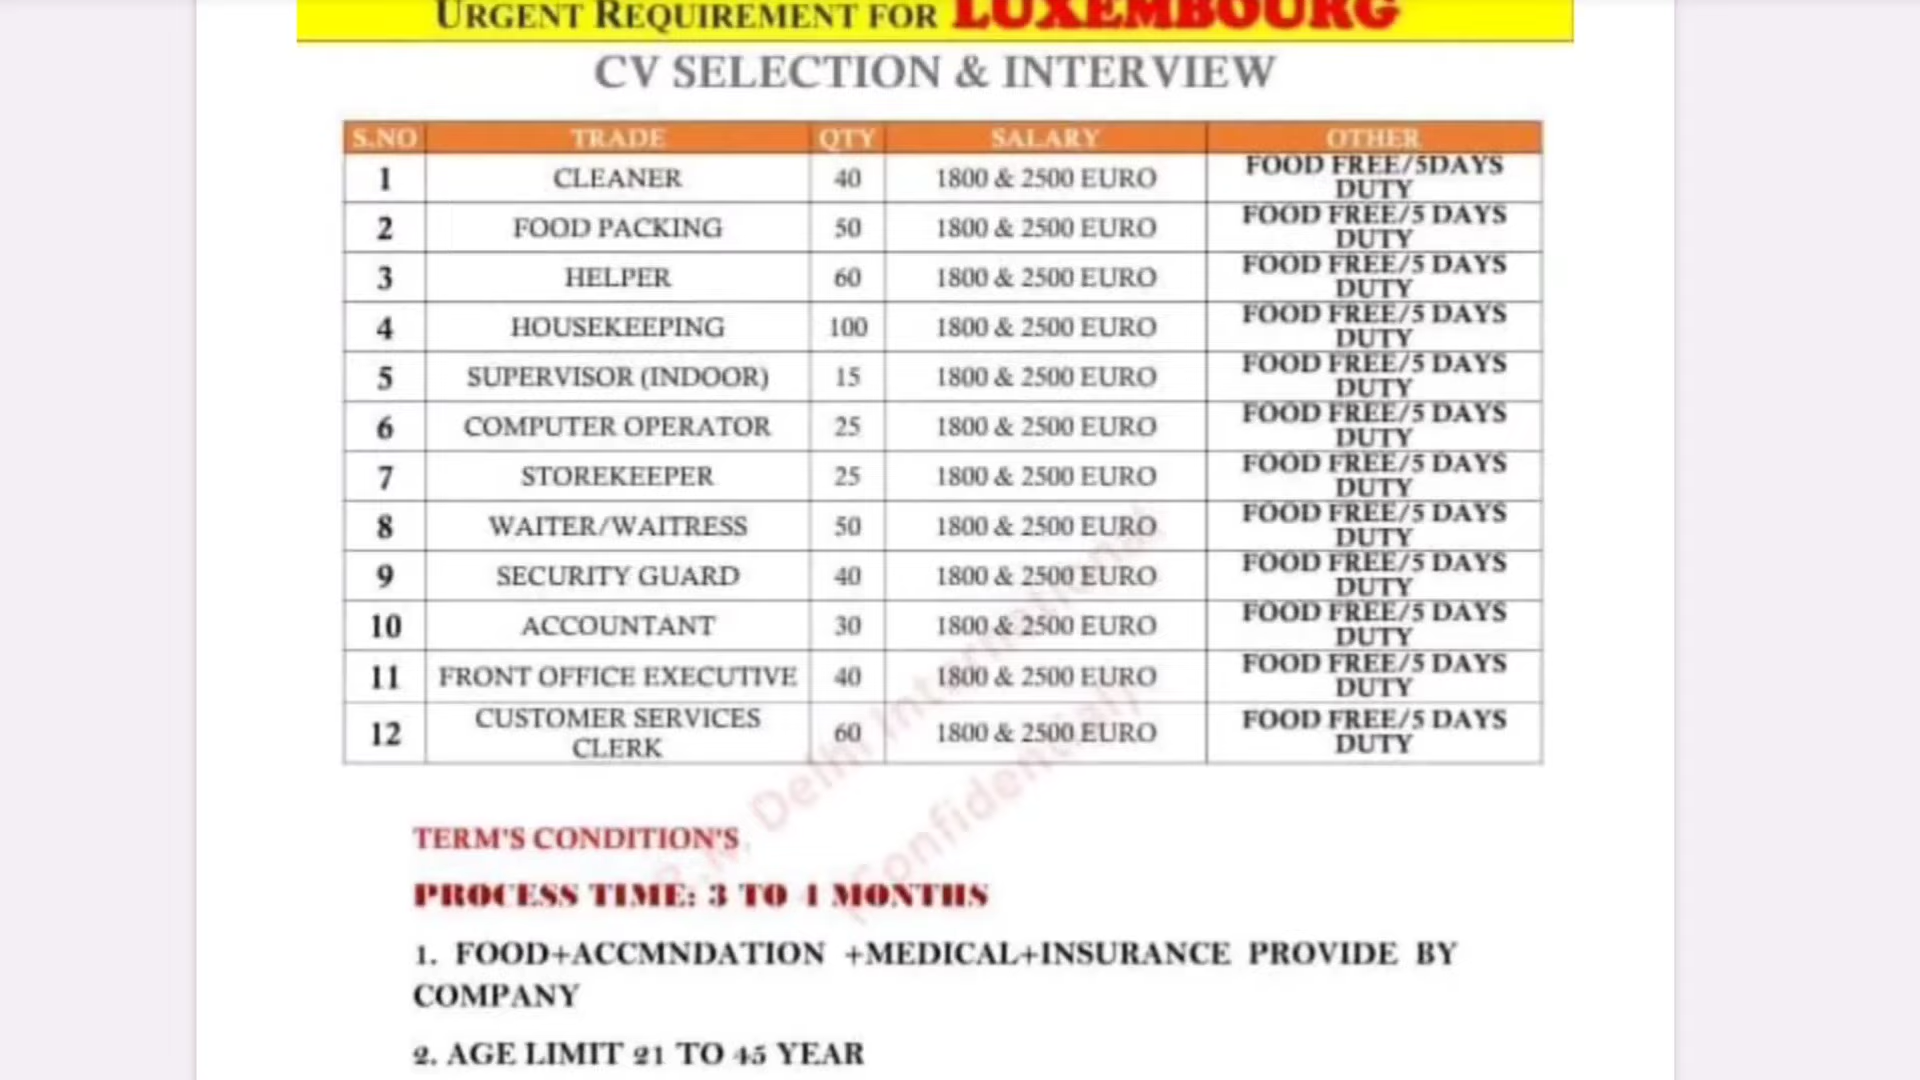 URGENT REQUIREMENT FOR LUXEMBOURG
CV SELECTION & INTERVIEW
S.NO TRADE QTY SALARY OTHER
1 CLEANER 40 1800 & 2500 EURO FOOD FREE/5DAYS DUTY
2 FOOD PACKING 50 1800 & 2500 EURO FOOD FREE/5 DAYS DUTY
3 HELPER 60 1800 & 2500 EURO FOOD FREE/5 DAYS DUTY
4 HOUSEKEEPING 100 1800 & 2500 EURO FOOD FREE/5 DAYS DUTY
5 SUPERVISOR (INDOOR) 15 1800 & 2500 EURO FOOD FREE/5 DAYS DUTY
6 COMPUTER OPERATOR 25 1800 & 2500 EURO FOOD FREE/5 DAYS DUTY
7 STOREKEEPER 25 1800 & 2500 EURO FOOD FREE/5 DAYS DUTY
8 WAITER/WAITRESS 50 1800 & 2500 EURO FOOD FREE/5 DAYS DUTY
9 SECURITY GUARD 40 1800 & 2500 EURO FOOD FREE/5 DAYS DUTY
10 ACCOUNTANT 30 1800 & 2500 EURO FOOD FREE/5 DAYS DUTY
11 FRONT OFFICE EXECUTIVE 40 1800 & 2500 EURO FOOD FREE/5 DAYS DUTY
12 CUSTOMER SERVICES CLERK 60 1800 & 2500 EURO FOOD FREE/5 DAYS DUTY
Delhi International
(Confidential)
TERM'S CONDITION'S
PROCESS TIME: 3 TO 4 MONTHS
1. FOOD+ACCMNDATION +MEDICAL+INSURANCE PROVIDE BY
COMPANY
2. AGE LIMIT 21 TO 45 YEAR